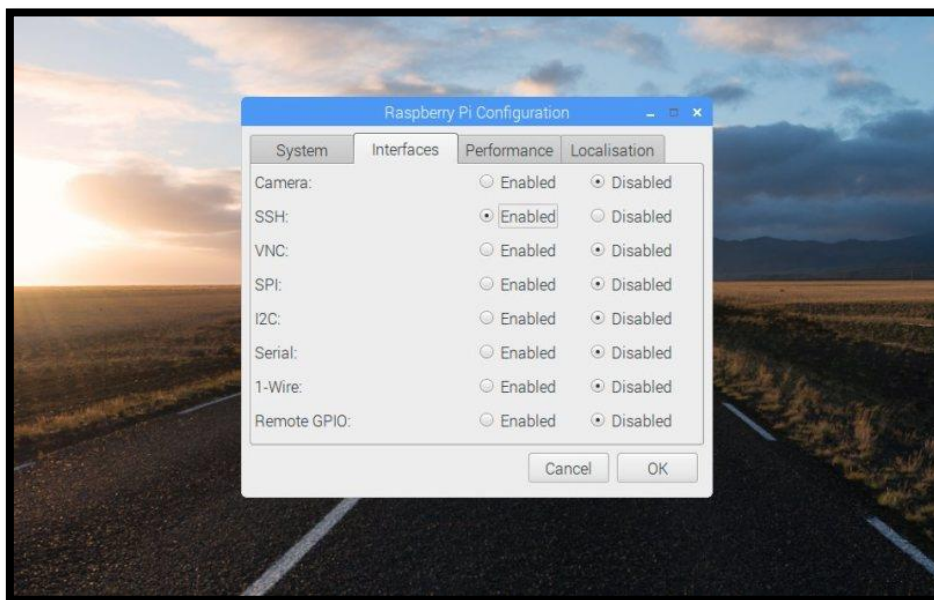 Raspberry Pi Configuration
System Interfaces Performance Localisation
Camera: Enabled Disabled
SSH: Enabled Disabled
VNC: Enabled Disabled
SPI: Enabled Disabled
I2C: Enabled Disabled
Serial: Enabled Disabled
1-Wire: Enabled Disabled
Remote GPIO: Enabled Disabled
Cancel OK